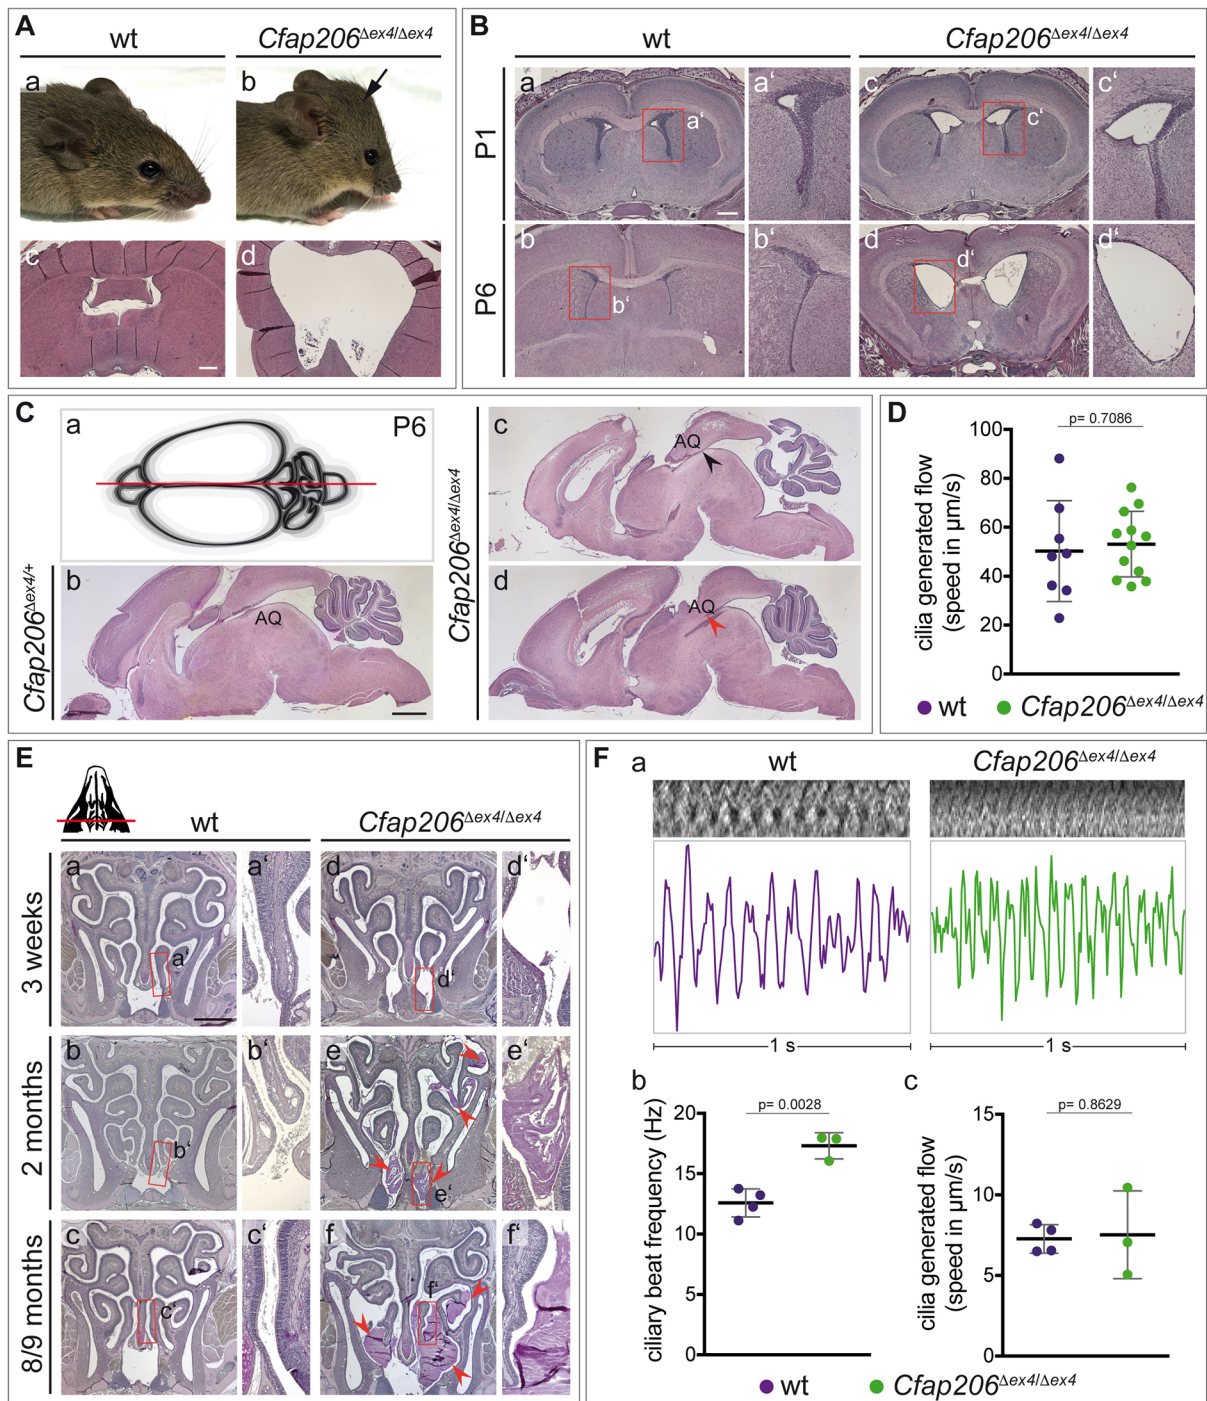 A
wt
Cfap206Δex4/Δex4
a
b
c
d
B
wt
Cfap206Δex4/Δex4
P1
a
a'
a'
c
c'
c'
P6
b
b'
b'
d
d'
d'
C
a
P6
Cfap206Δex4/+
b
AQ
Cfap206Δex4/Δex4
c
AQ
d
AQ
D
p= 0.7086
cilia generated flow
(speed in µm/s)
100
80
60
40
20
0
wt
Cfap206Δex4/Δex4
E
wt
Cfap206Δex4/Δex4
3 weeks
a
a'
a'
d
d'
d'
2 months
b
b'
b'
e
e'
e'
8/9 months
c
c'
c'
f
f'
f'
F
a
wt
Cfap206Δex4/Δex4
1 s
1 s
b
p= 0.0028
ciliary beat frequency (Hz)
20
15
10
5
0
c
p= 0.8629
cilia generated flow
(speed in µm/s)
15
10
5
0
wt
Cfap206Δex4/Δex4